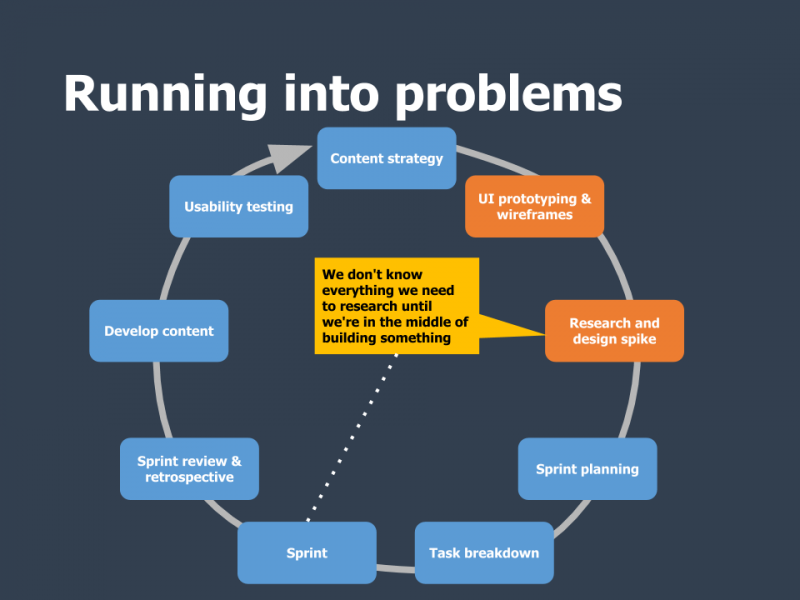 Running into problems
Content strategy
UI prototyping &
wireframes
Research and
design spike
Sprint planning
Task breakdown
Sprint
Sprint review &
retrospective
Develop content
Usability testing
We don't know
everything we need
to research until
we're in the middle of
building something